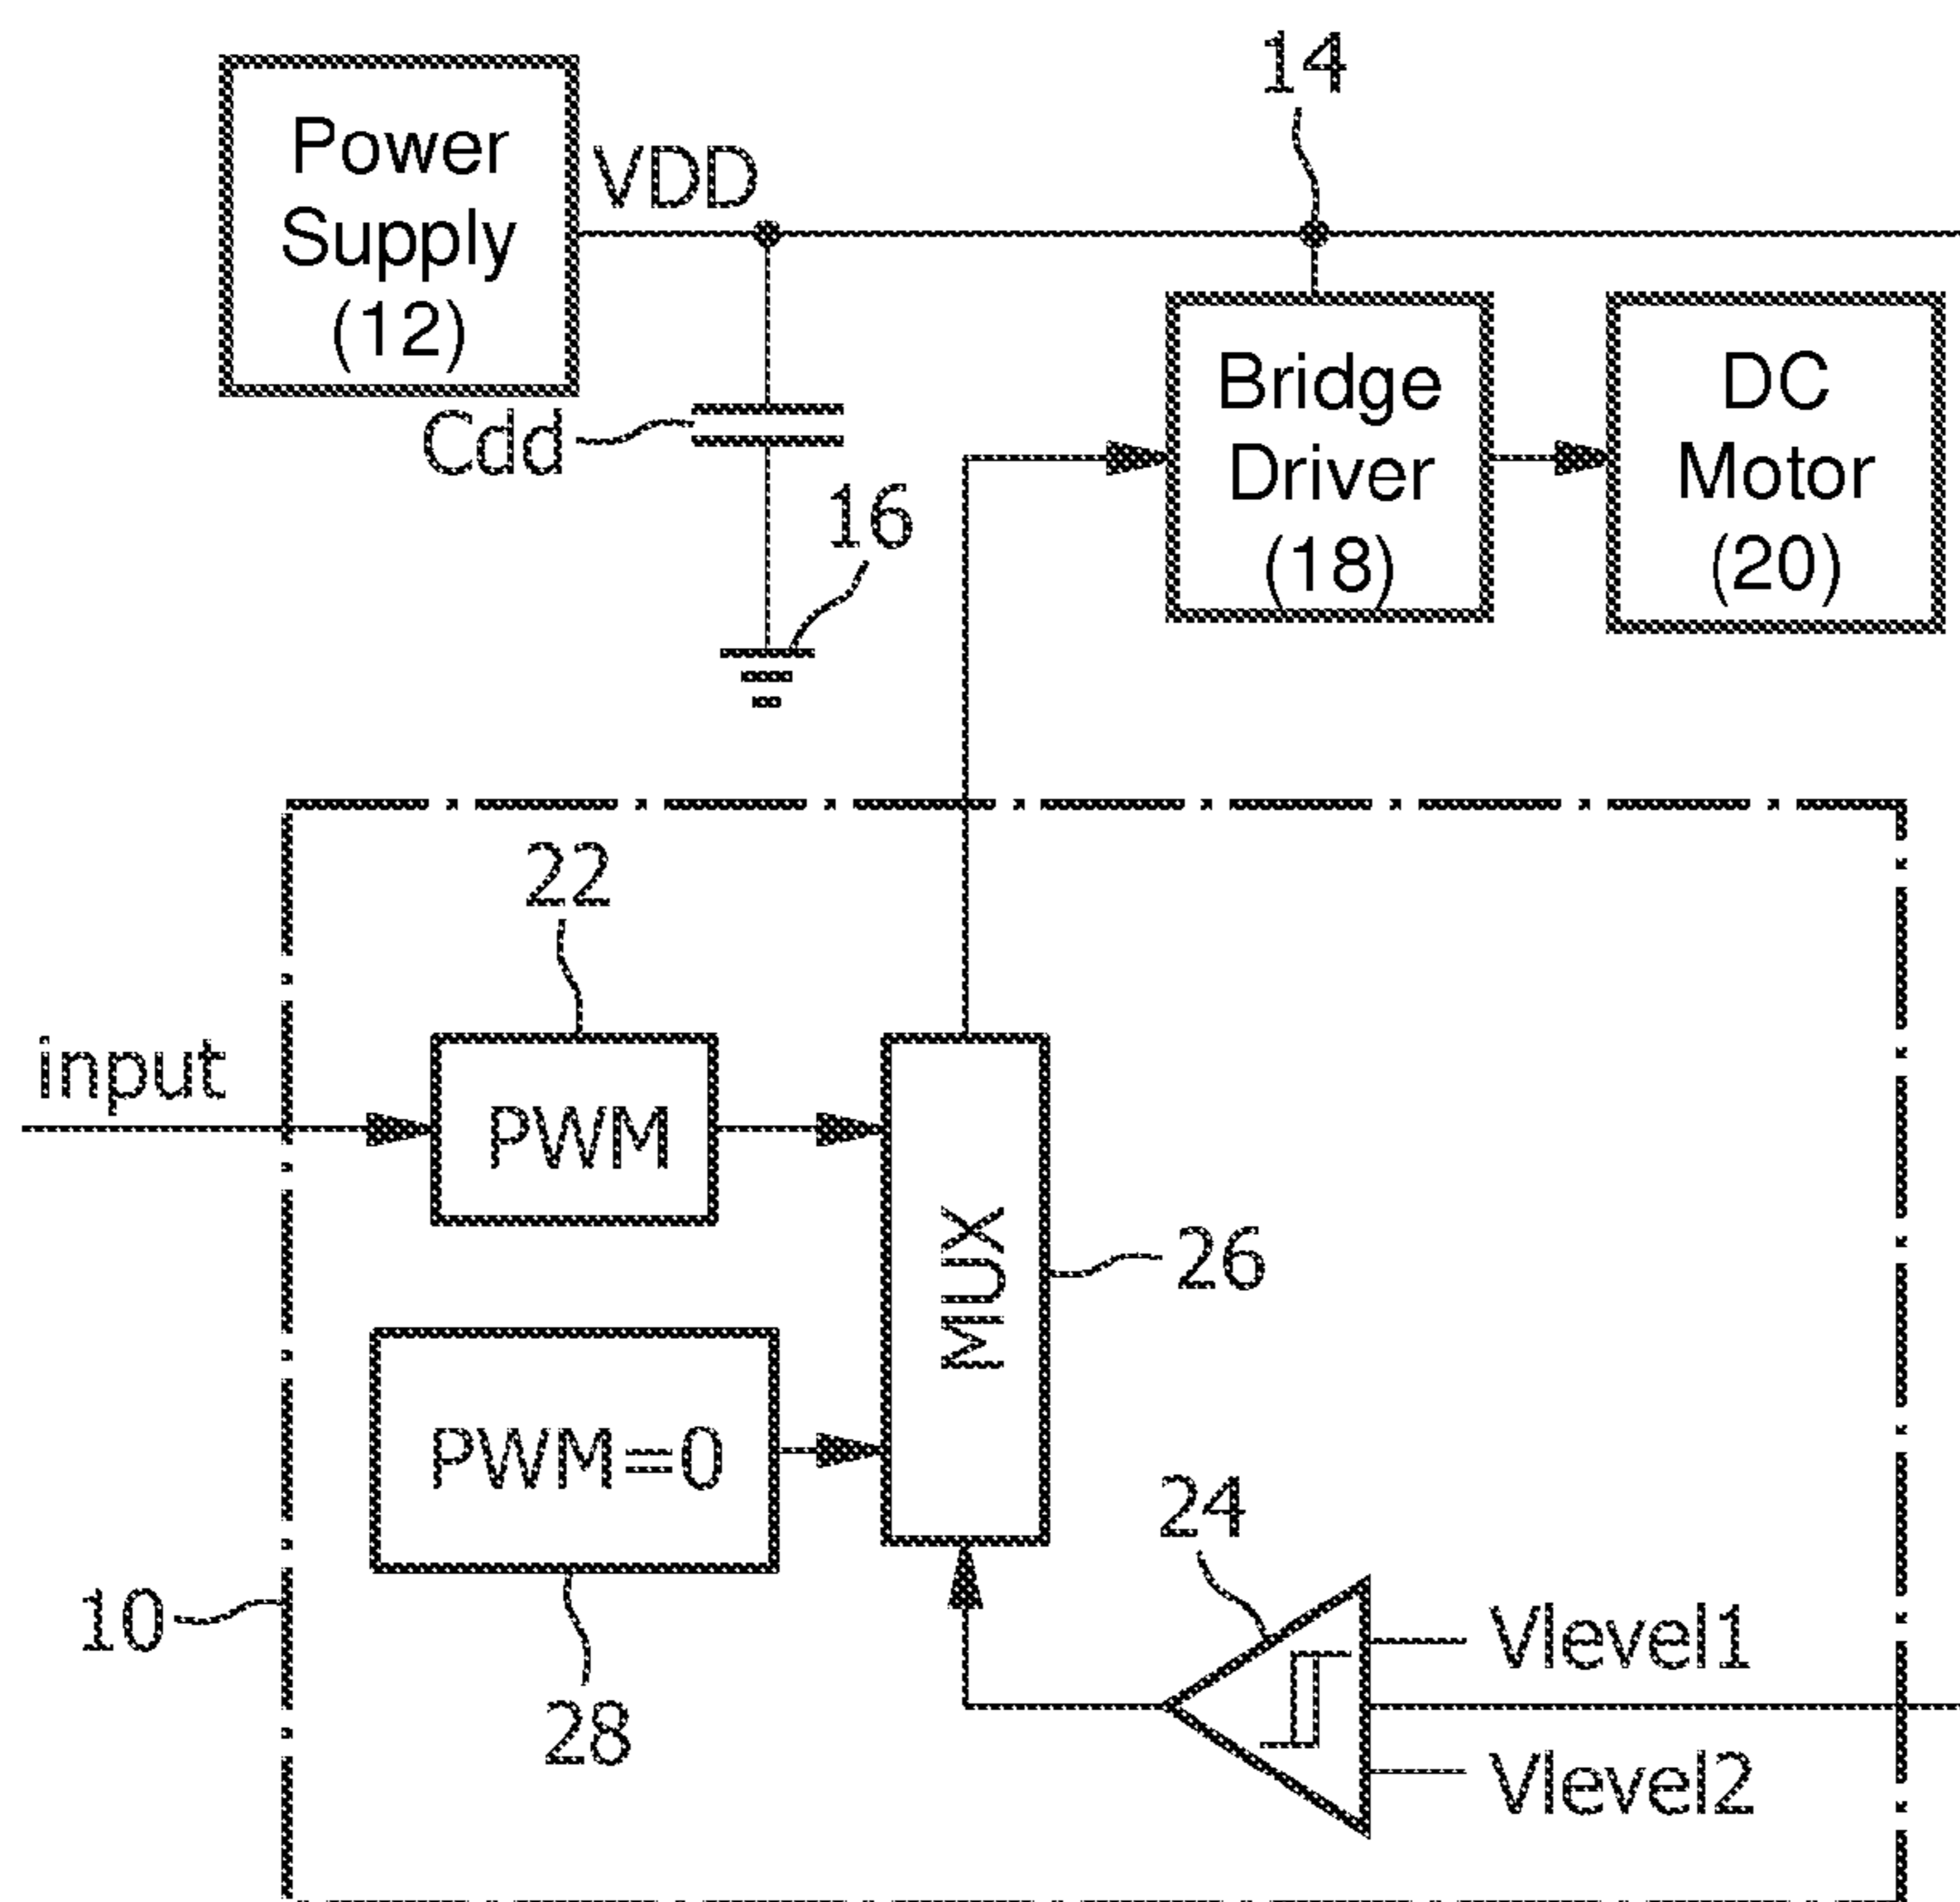 14
Power
Supply
(12)
VDD
Cdd
16
Bridge
Driver
(18)
DC
Motor
(20)
22
input
PWM
MUX
26
PWM=0
24
10
28
Vlevel1
Vlevel2